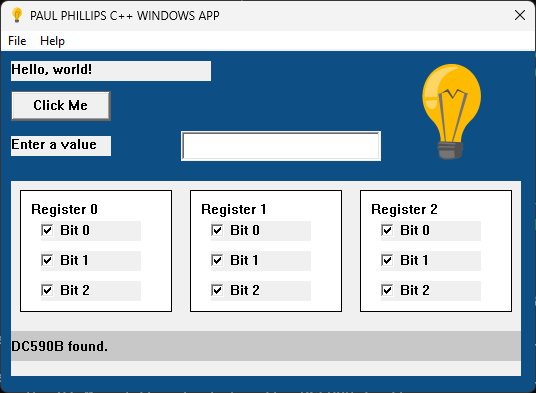 PAUL PHILLIPS C++ WINDOWS APP
File Help
Hello, world!
Click Me
Enter a value
Register 0
Bit 0
Bit 1
Bit 2
Register 1
Bit 0
Bit 1
Bit 2
Register 2
Bit 0
Bit 1
Bit 2
DC590B found.